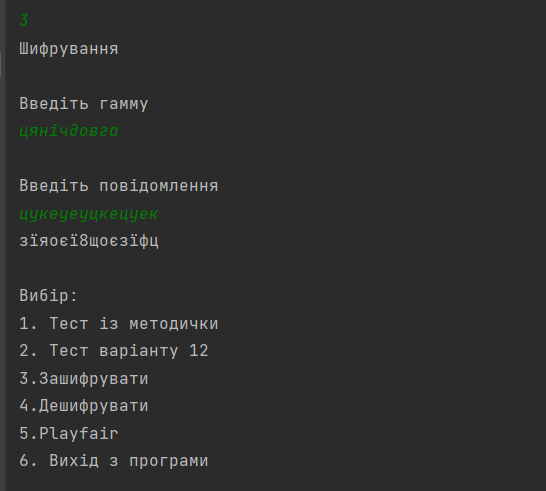 3
Шифрування
Введіть гамму
цянічдовга
Введіть повідомлення
цукеуеуцкецувк
зїяоєї8щоєзїфц
Вибір:
1. Тест із методички
2. Тест варіанту 12
3.Зашифрувати
4.Дешифрувати
5.Playfair
6. Вихід з програми